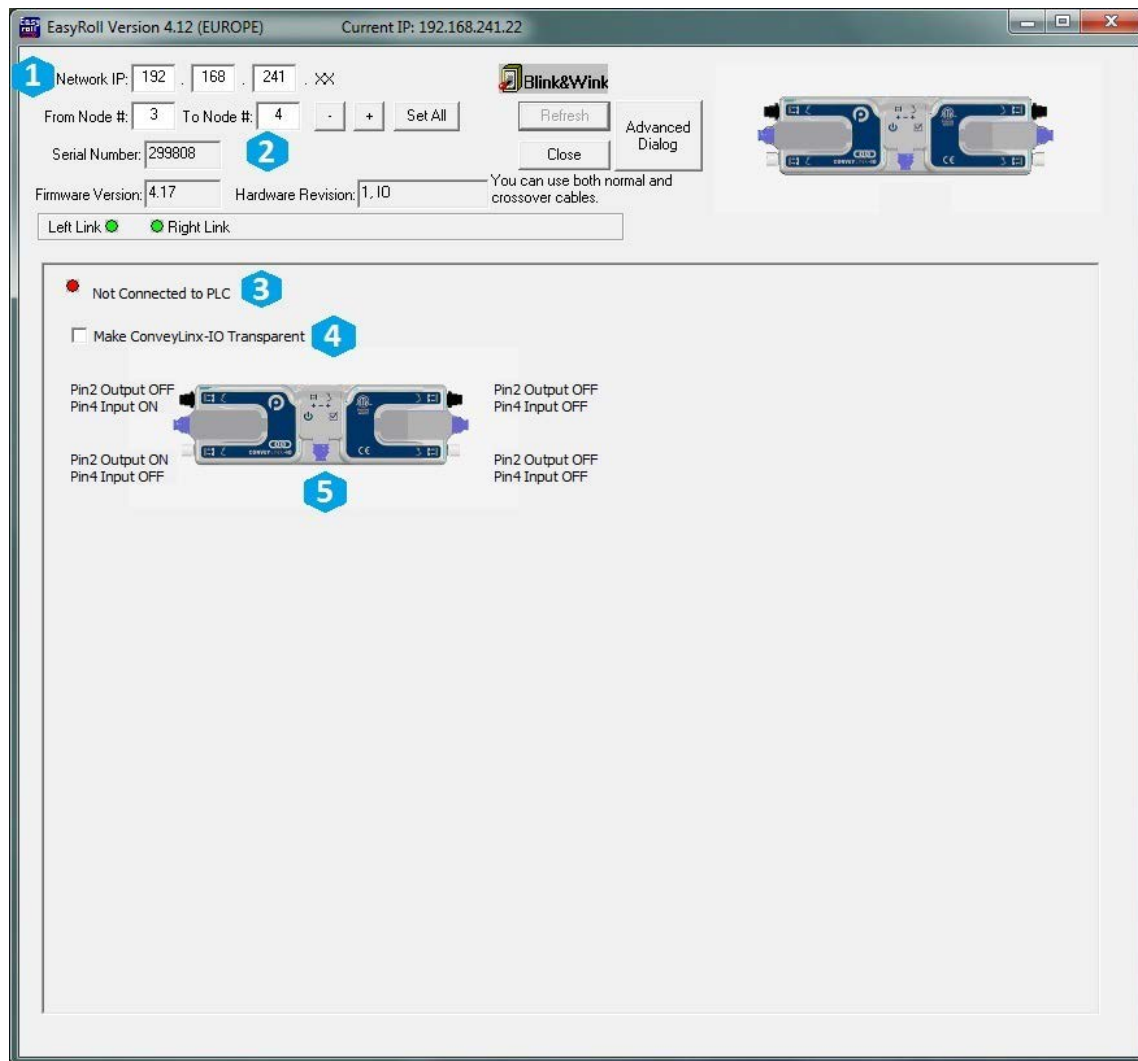 EasyRoll Version 4.12 (EUROPE) Current IP: 192.168.241.22
1 Network IP: 192 . 168 . 241 . XX
Blink&Wink
From Node #: 3 To Node #: 4 - + Set All
Refresh
Advanced Dialog
Serial Number: 299808 2
Close
Firmware Version: 4.17 Hardware Revision: 1, IO
You can use both normal and
crossover cables.
Left Link Right Link
Not Connected to PLC 3
Make ConveyLinx-IO Transparent 4
Pin2 Output OFF
Pin4 Input ON
Pin2 Output OFF
Pin4 Input OFF
Pin2 Output ON
Pin4 Input OFF
Pin2 Output OFF
Pin4 Input OFF
5